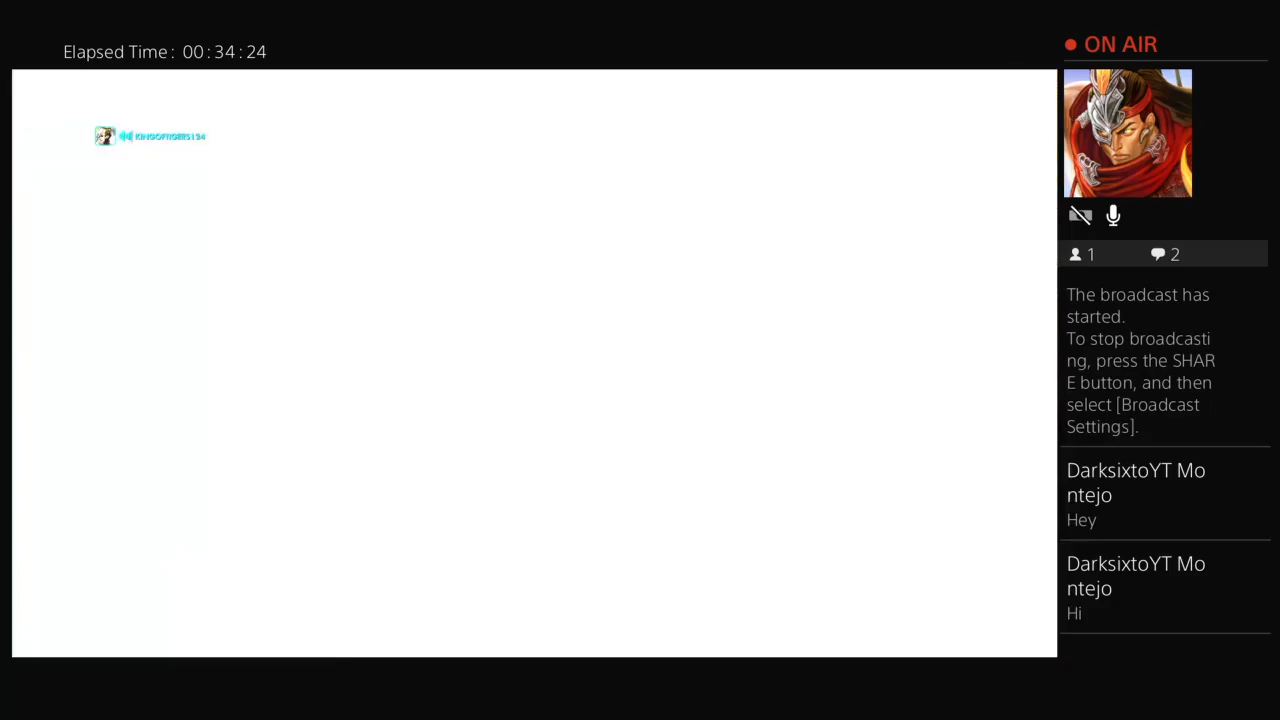 Elapsed Time: 00:34:24
ON AIR
KINGOFTIGERS134
1 2
The broadcast has
started.
To stop broadcasti
ng, press the SHAR
E button, and then
select [Broadcast
Settings].
DarksixtoYT Mo
ntejo
Hey
DarksixtoYT Mo
ntejo
Hi